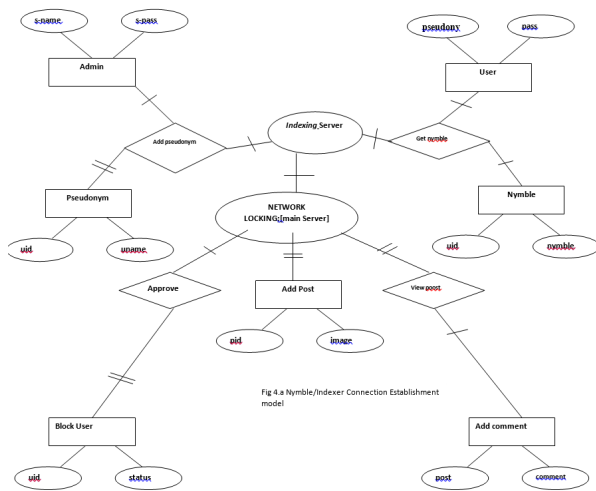 s-name
s-pass
pseudony
pass
Admin
User
Indexing Server
Add pseudonym
Get nymble
Pseudonym
Nymble
NETWORK
LOCKING:[main Server]
uid
uname
uid
nymble
Approve
Add Post
View poost
pid
image
Fig 4.a Nymble/Indexer Connection Establishment
model
Block User
Add comment
uid
status
post
comment